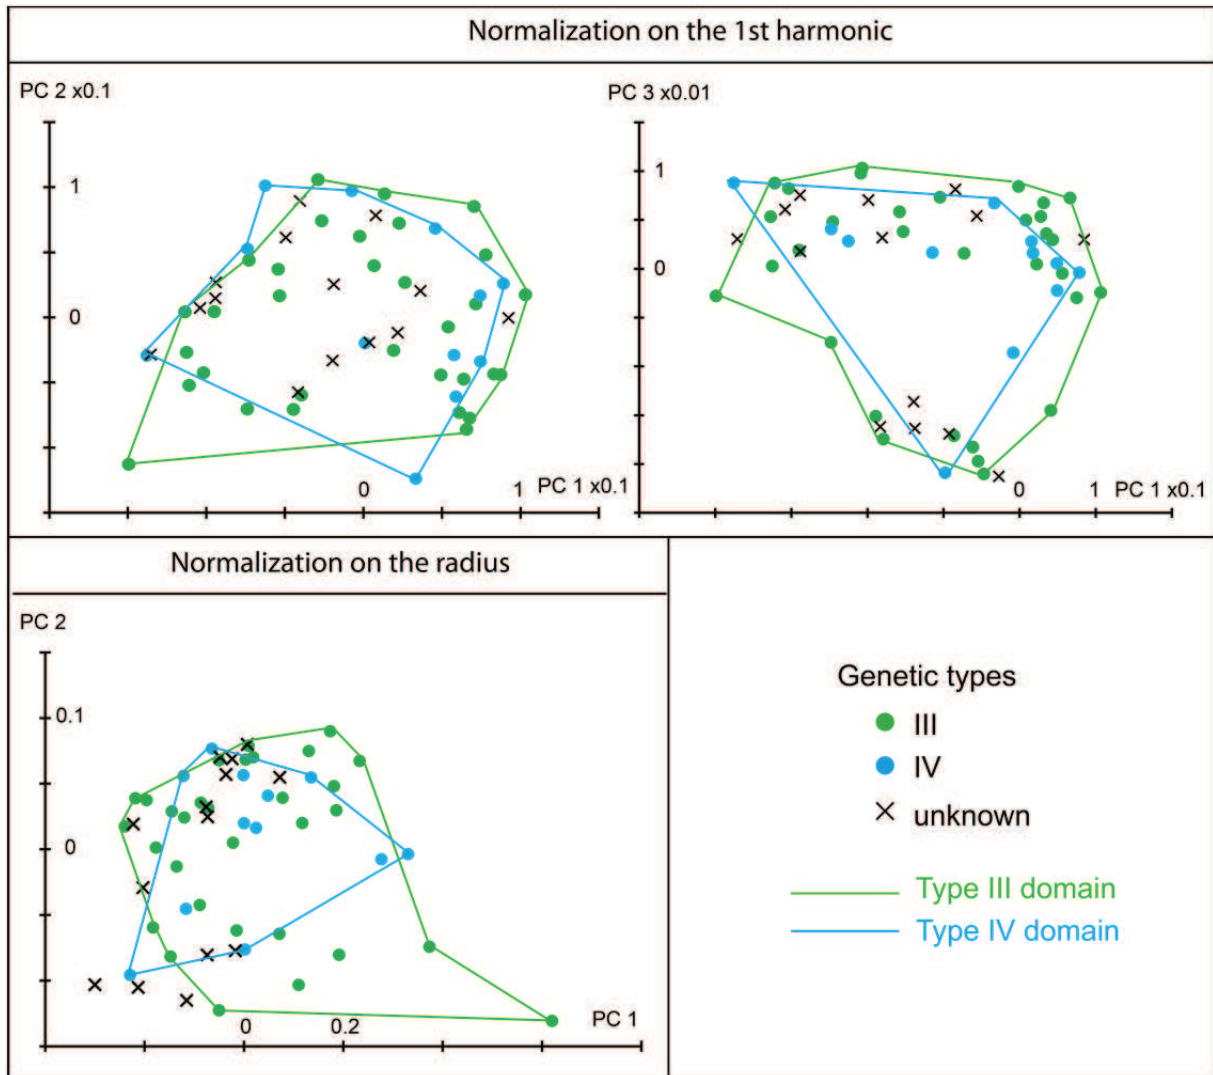 Normalization on the 1st harmonic
PC 2 x0.1
1
0
0
1
PC 1 x0.1
PC 3 x0.01
1
0
0
1
PC 1 x0.1
Normalization on the radius
PC 2
0.1
0
0
0.2
PC 1
Genetic types
III
IV
unknown
Type III domain
Type IV domain